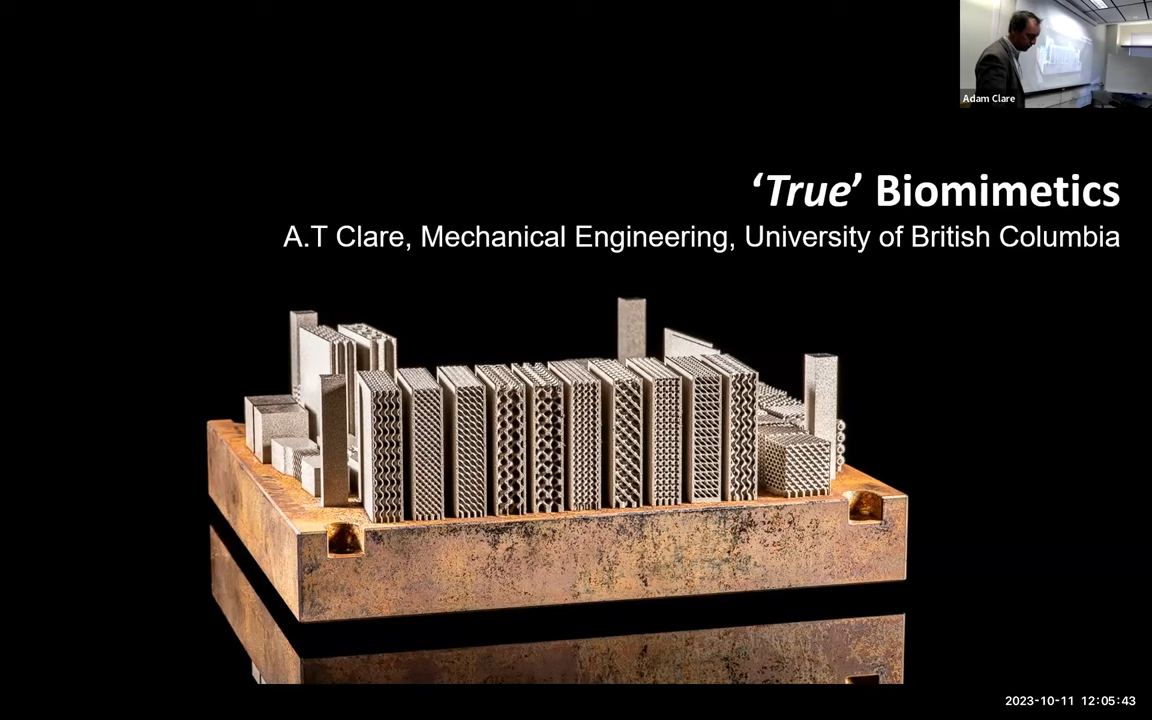 Adam Clare
‘True’ Biomimetics
A.T Clare, Mechanical Engineering, University of British Columbia
2023-10-11 12:05:43